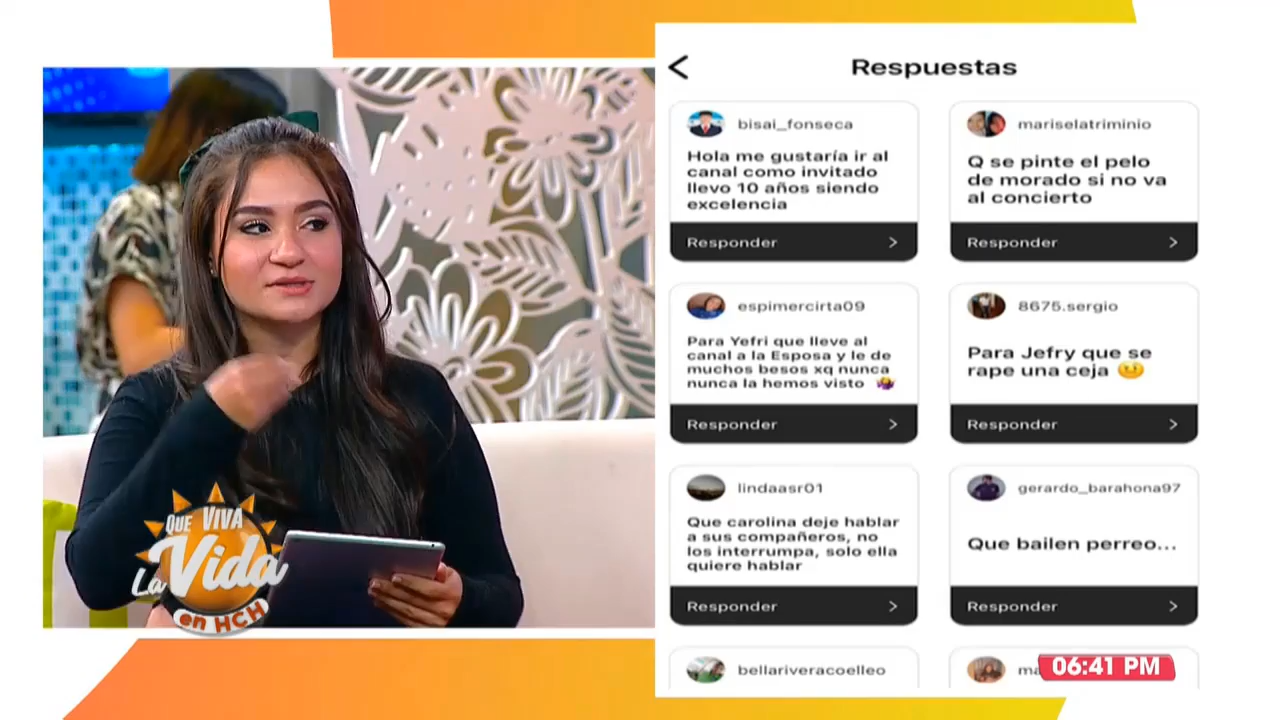 Respuestas
bisai_fonseca
Hola me gustaría ir al
canal como invitado
llevo 10 años siendo
excelencia
Responder
mariselatriminio
Q se pinte el pelo
de morado si no va
al concierto
Responder
espimercirta09
Para Yefri que lleve al
canal a la Esposa y le de
muchos besos xq nunca
nunca la hemos visto 🤷‍♀️
Responder
8675.sergio
Para Jefry que se
rape una ceja 🤨
Responder
lindaasr01
Que carolina deje hablar
a sus compañeros, no
los interrumpa, solo ella
quiere hablar
Responder
gerardo_barahona97
Que bailen perreo...
Responder
bellariveracoelleo
06:41 PM
QUE VIVA
La Vida
en HCH